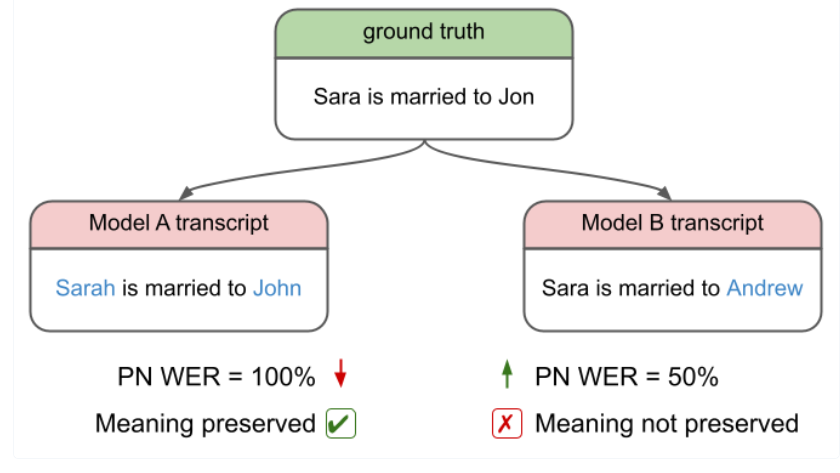 ground truth
Sara is married to Jon
Model A transcript
Sarah is married to John
PN WER = 100%
Meaning preserved
Model B transcript
Sara is married to Andrew
PN WER = 50%
Meaning not preserved